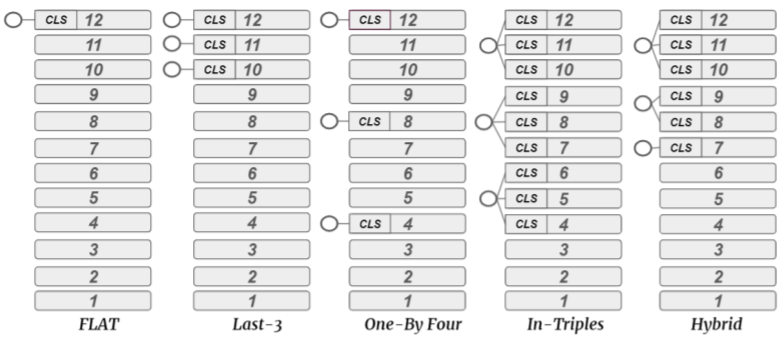 CLS 12 CLS 12 CLS 12 CLS 12 CLS 12
11 CLS 11 11 CLS 11 CLS 11
10 CLS 10 10 CLS 10 CLS 10
9 9 9 CLS 9 CLS 9
8 8 CLS 8 CLS 8 CLS 8
7 7 7 CLS 7 CLS 7
6 6 6 CLS 6 6
5 5 5 CLS 5 5
4 4 CLS 4 CLS 4 4
3 3 3 3 3
2 2 2 2 2
1 1 1 1 1
FLAT Last-3 One-By Four In-Triples Hybrid